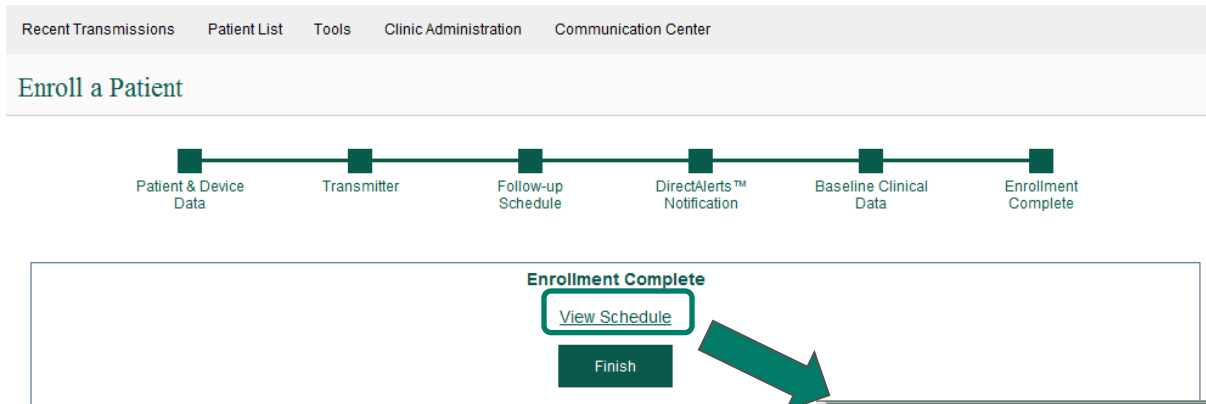 Recent Transmissions Patient List Tools Clinic Administration Communication Center
Enroll a Patient
Patient & Device Data
Transmitter
Follow-up Schedule
DirectAlerts™ Notification
Baseline Clinical Data
Enrollment Complete
Enrollment Complete
View Schedule
Finish